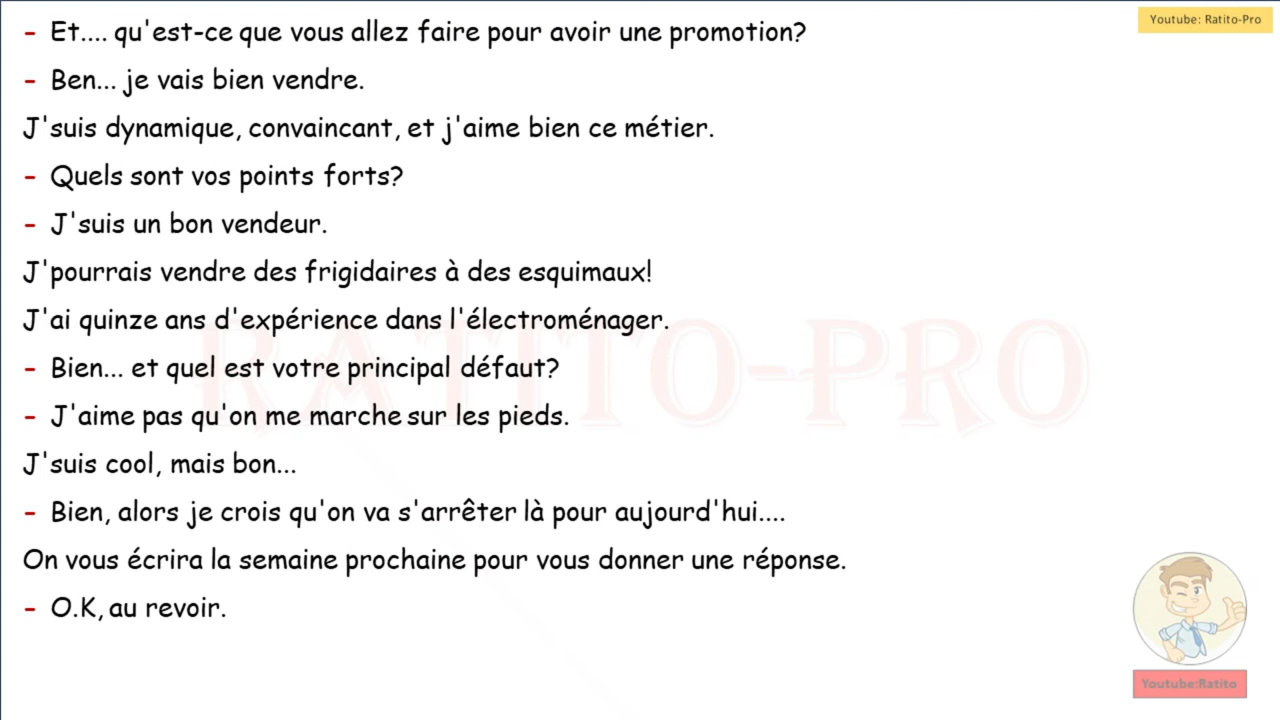 Youtube: Ratito-Pro
- Et.... qu'est-ce que vous allez faire pour avoir une promotion?
- Ben... je vais bien vendre.
J'suis dynamique, convaincant, et j'aime bien ce métier.
- Quels sont vos points forts?
- J'suis un bon vendeur.
J'pourrais vendre des frigidaires à des esquimaux!
J'ai quinze ans d'expérience dans l'électroménager.
- Bien... et quel est votre principal défaut?
RATITO-PRO
- J'aime pas qu'on me marche sur les pieds.
J'suis cool, mais bon...
- Bien, alors je crois qu'on va s'arrêter là pour aujourd'hui....
On vous écrira la semaine prochaine pour vous donner une réponse.
- O.K, au revoir.
Youtube:Ratito